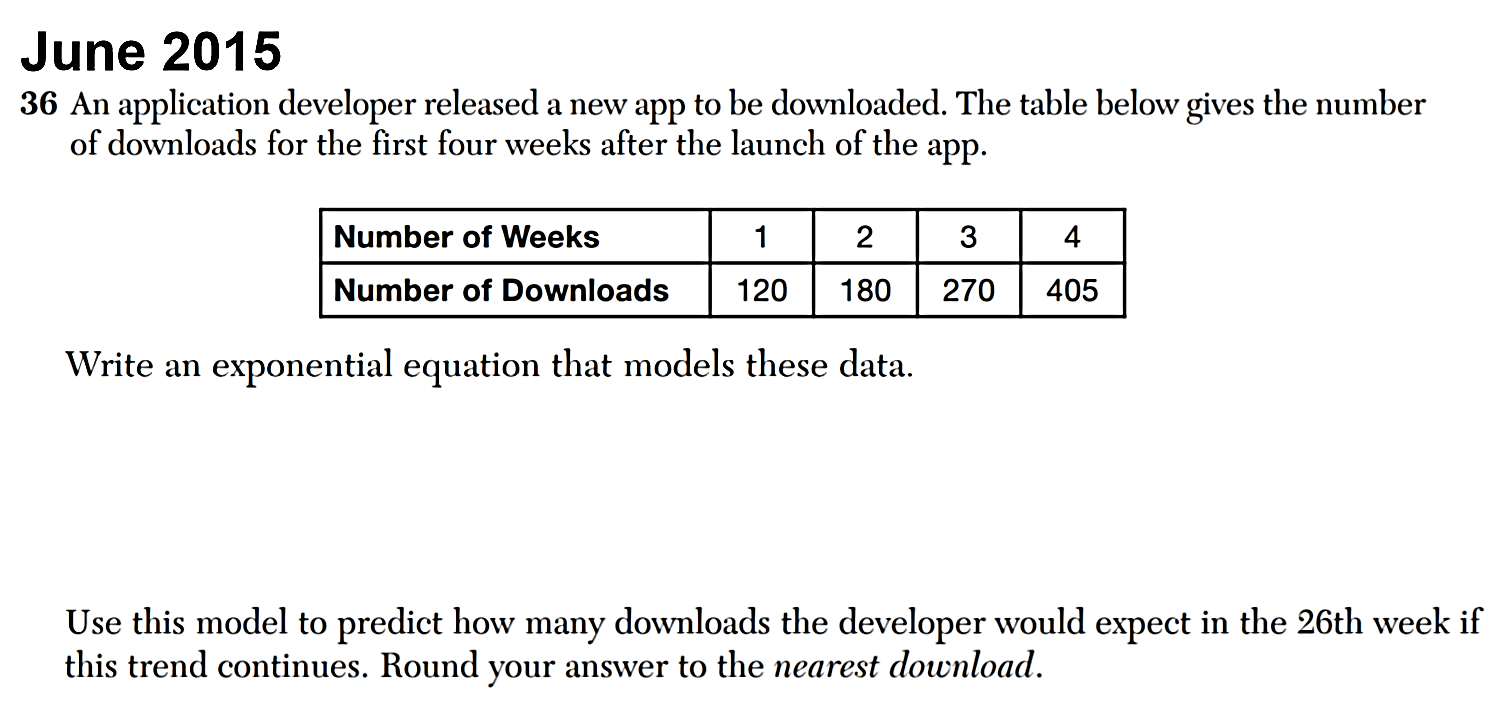 June 2015
36 An application developer released a new app to be downloaded. The table below gives the number
of downloads for the first four weeks after the launch of the app.
Number of Weeks 1 2 3 4
Number of Downloads 120 180 270 405
Write an exponential equation that models these data.
Use this model to predict how many downloads the developer would expect in the 26th week if
this trend continues. Round your answer to the nearest download.